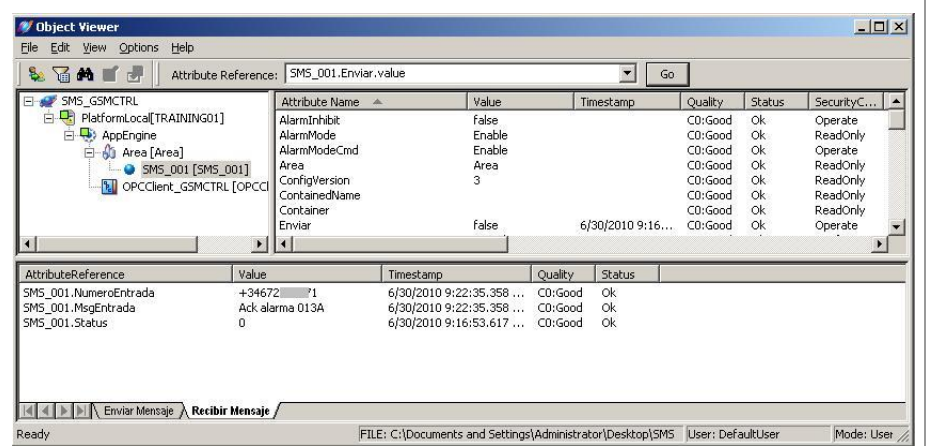 Object Viewer
File Edit View Options Help
Attribute Reference: SMS_001.Enviar.value Go
SMS_GSMCTRL
PlatformLocal[TRAINING01]
AppEngine
Area [Area]
SMS_001 [SMS_001]
OPCClient_GSMCTRL [OPCCl
Attribute Name Value Timestamp Quality Status SecurityC...
AlarmInhibit false C0:Good Ok Operate
AlarmMode Enable C0:Good Ok ReadOnly
AlarmModeCmd Enable C0:Good Ok Operate
Area Area C0:Good Ok ReadOnly
ConfigVersion 3 C0:Good Ok ReadOnly
ContainedName C0:Good Ok ReadOnly
Container C0:Good Ok ReadOnly
Enviar false 6/30/2010 9:16... C0:Good Ok Operate
AttributeReference Value Timestamp Quality Status
SMS_001.NumeroEntrada +34672 71 6/30/2010 9:22:35.358 ... C0:Good Ok
SMS_001.MsgEntrada Ack alarma 013A 6/30/2010 9:22:35.358 ... C0:Good Ok
SMS_001.Status 0 6/30/2010 9:16:53.617 ... C0:Good Ok
Enviar Mensaje Recibir Mensaje
Ready FILE: C:\Documents and Settings\Administrator\Desktop\SMS User: DefaultUser Mode: User